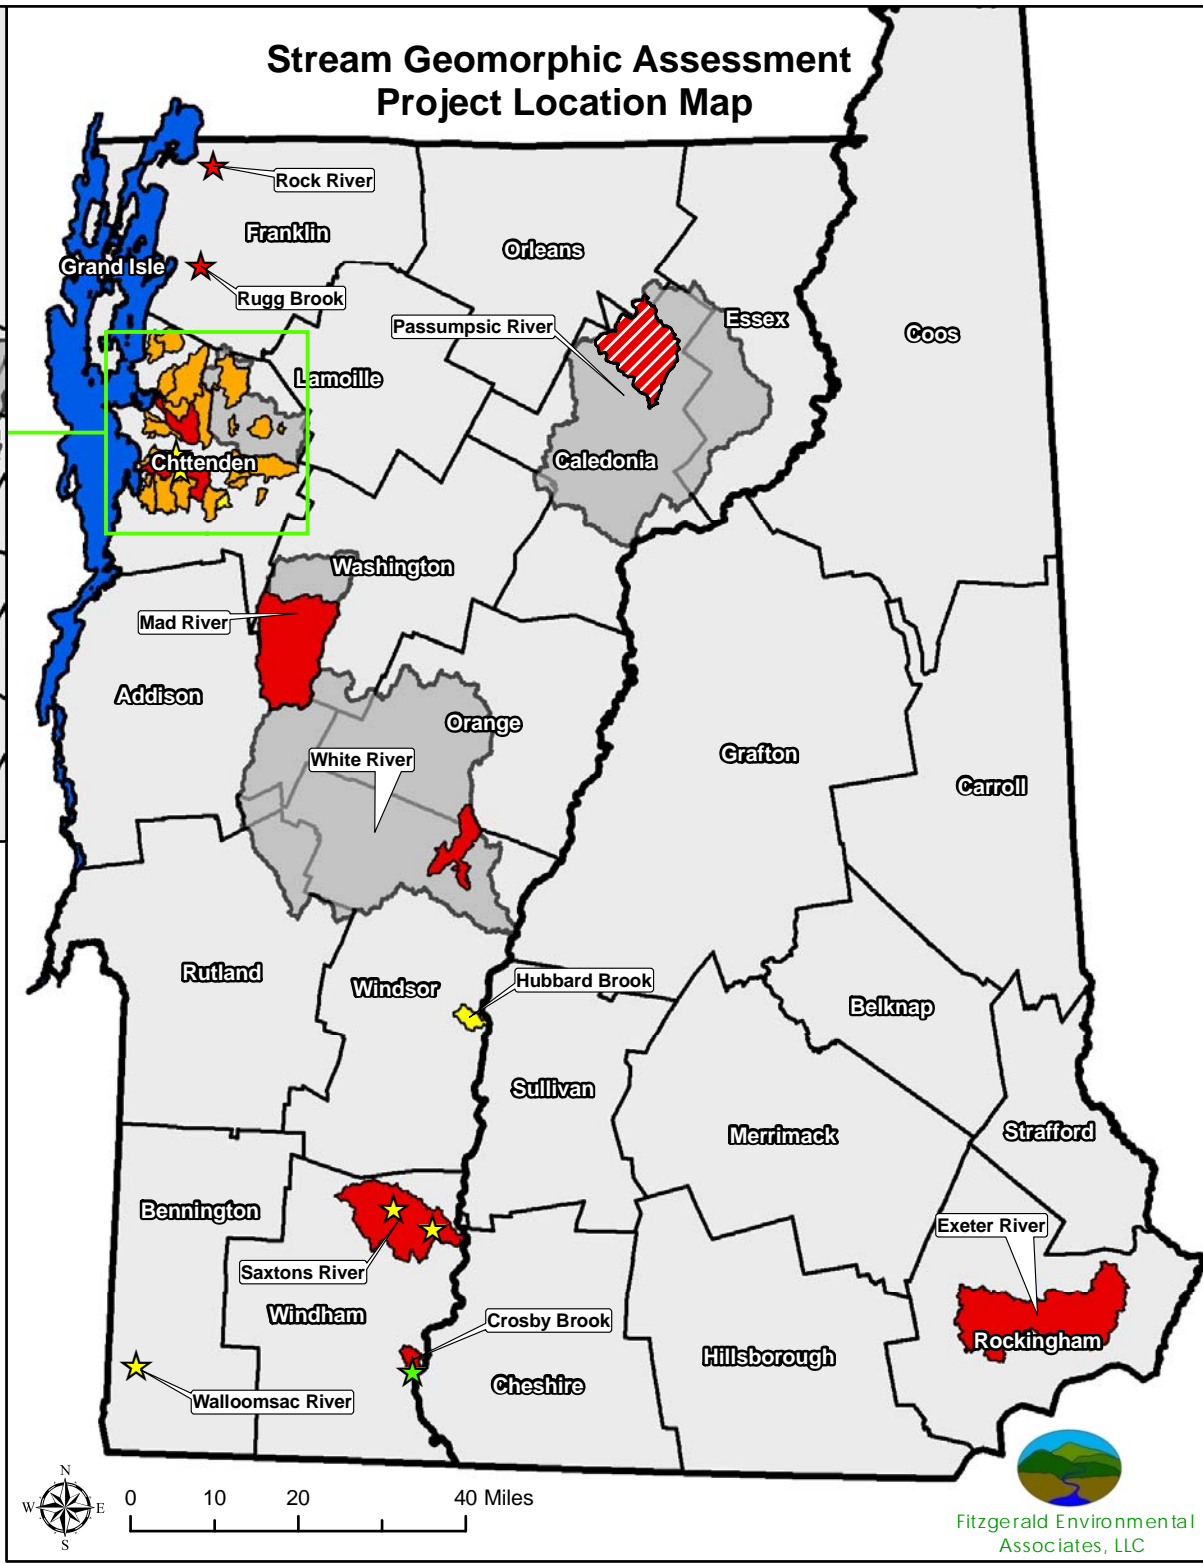 Stream Geomorphic Assessment
Project Location Map
Rock River
Franklin
Orleans
Grand Isle
Rugg Brook
Essex
Passumpsic River
Coos
Lamoille
Chttenden
Caledonia
Washington
Mad River
Addison
Orange
White River
Grafton
Carroll
Rutland
Windsor
Hubbard Brook
Belknap
Sullivan
Merrimack
Strafford
Bennington
Exeter River
Saxtons River
Windham
Crosby Brook
Rockingham
Hillsborough
Cheshire
Walloomsac River
N
W E
S
0 10 20 40 Miles
Fitzgerald Environmental
Associates, LLC